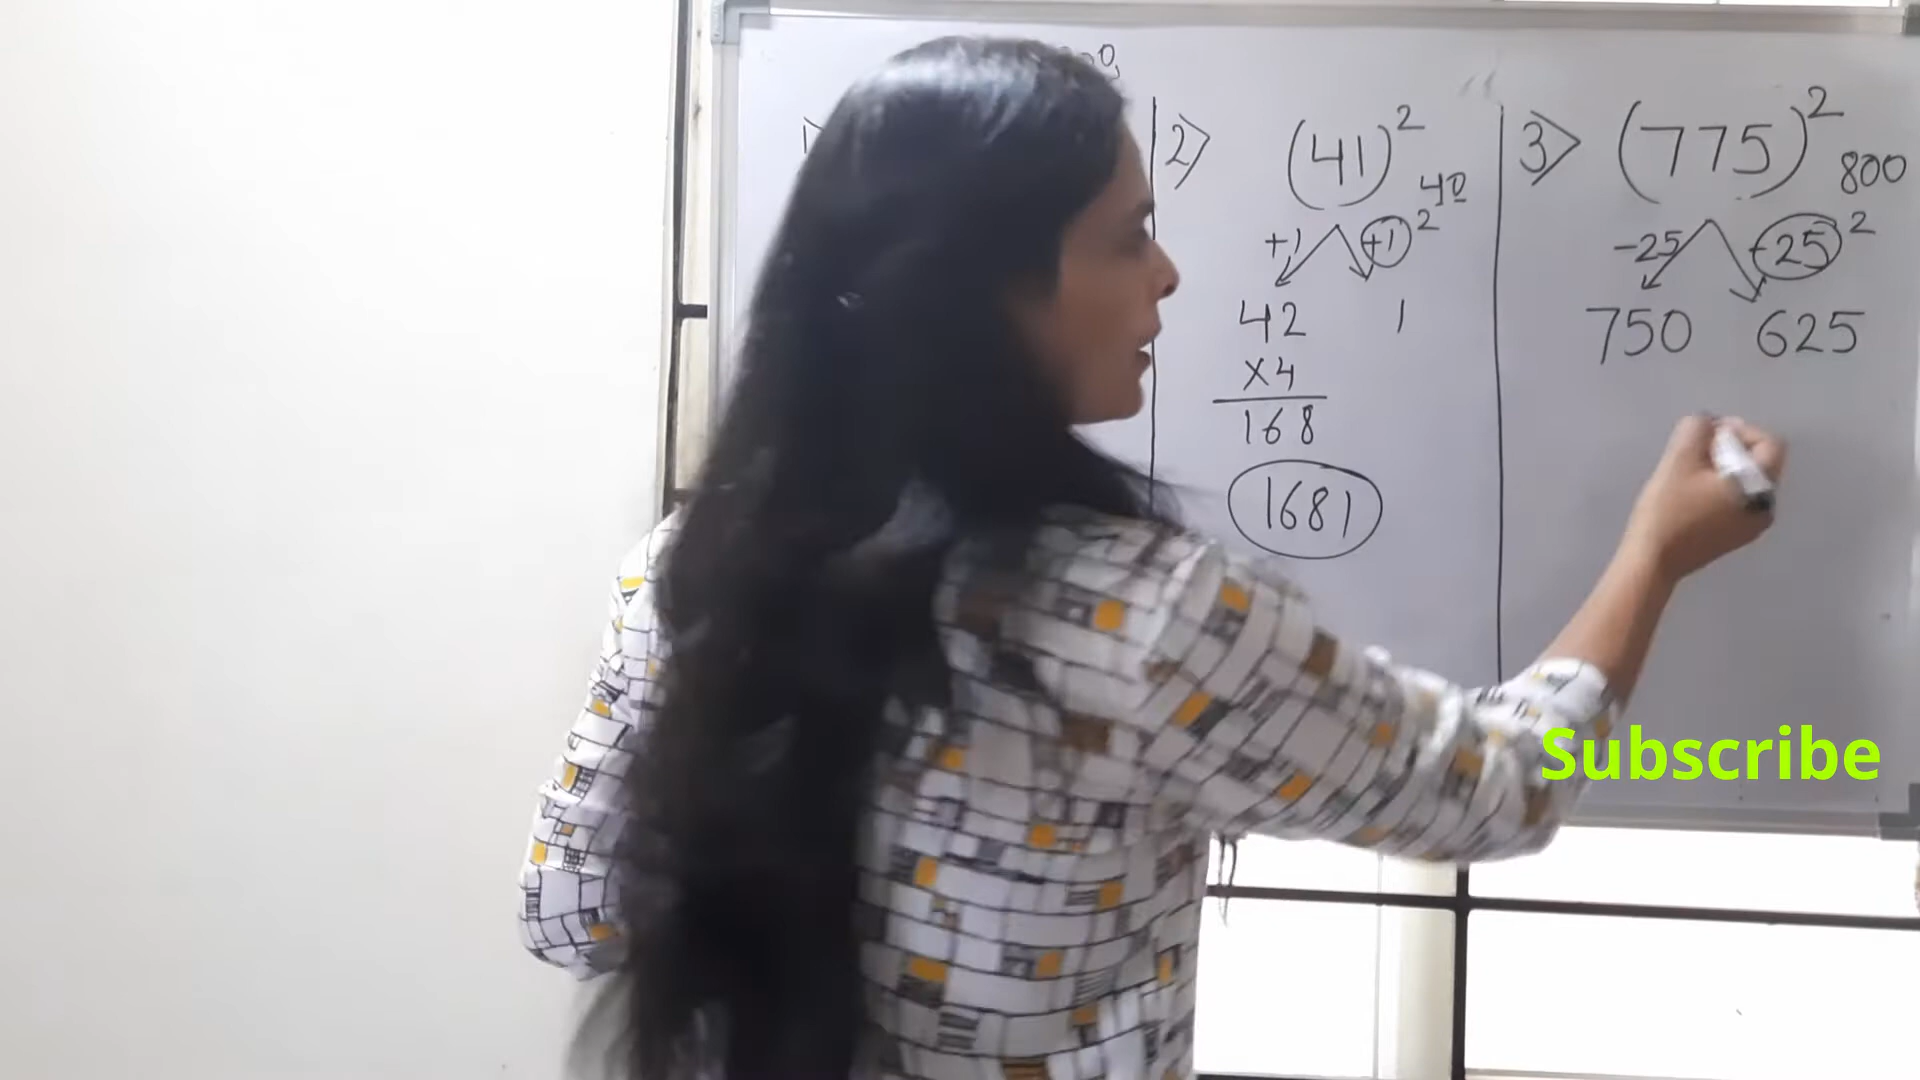 1)
2) (41)² 40
+1 (+1)²
42 1
×4
168
1681
3) (775)² 800
-25 (-25)²
750 625
Subscribe